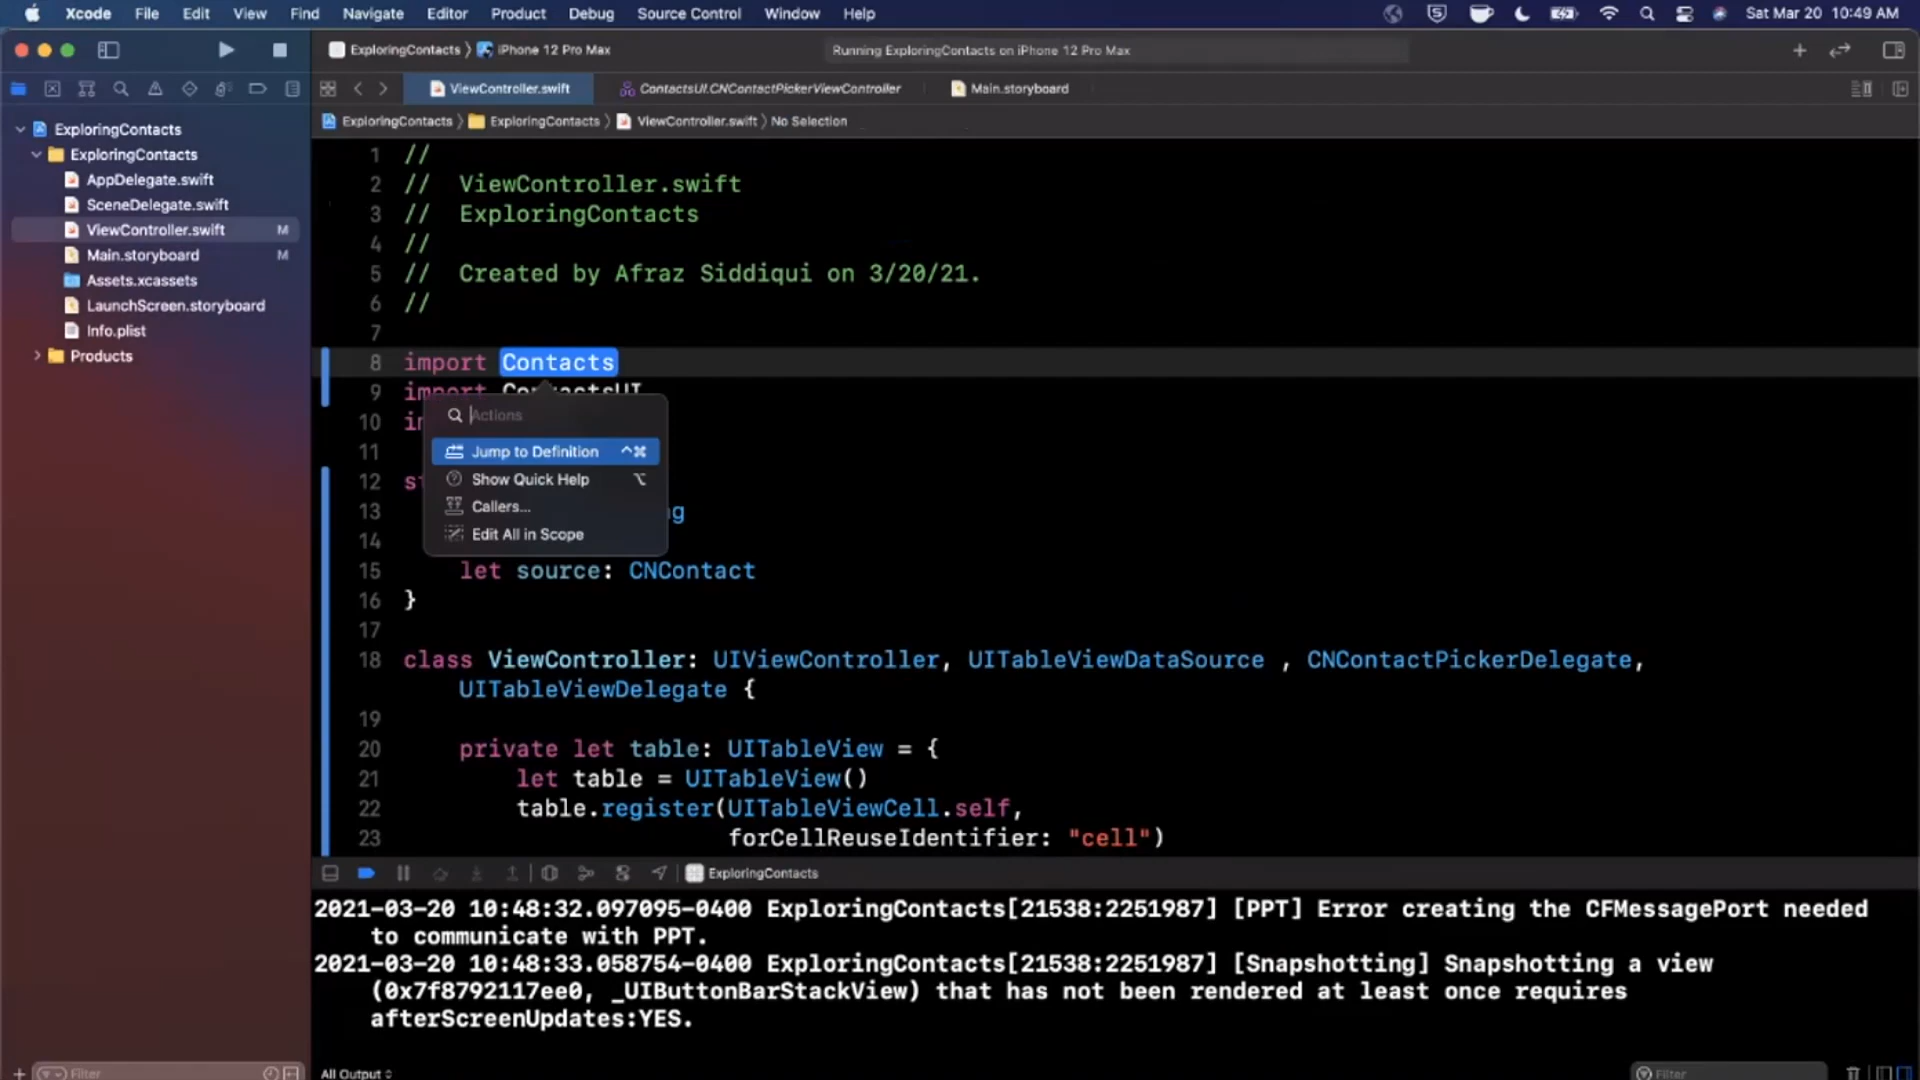 Xcode File Edit View Find Navigate Editor Product Debug Source Control Window Help Sat Mar 20 10:49 AM
ExploringContacts iPhone 12 Pro Max Running ExploringContacts on iPhone 12 Pro Max
ViewController.swift ContactsUI.CNContactPickerViewController Main.storyboard
ExploringContacts ExploringContacts ViewController.swift No Selection
ExploringContacts
ExploringContacts
AppDelegate.swift
SceneDelegate.swift
ViewController.swift M
Main.storyboard M
Assets.xcassets
LaunchScreen.storyboard
Info.plist
Products
1 //
2 // ViewController.swift
3 // ExploringContacts
4 //
5 // Created by Afraz Siddiqui on 3/20/21.
6 //
7
8 import Contacts
9 import ContactsUI
10
11
12
13
14
15 let source: CNContact
16 }
17
18 class ViewController: UIViewController, UITableViewDataSource , CNContactPickerDelegate,
UITableViewDelegate {
19
20 private let table: UITableView = {
21 let table = UITableView()
22 table.register(UITableViewCell.self,
23 forCellReuseIdentifier: "cell")
Actions
Jump to Definition ^⌘
Show Quick Help ⌥
Callers...
Edit All in Scope
ExploringContacts
2021-03-20 10:48:32.097095-0400 ExploringContacts[21538:2251987] [PPT] Error creating the CFMessagePort needed
to communicate with PPT.
2021-03-20 10:48:33.058754-0400 ExploringContacts[21538:2251987] [Snapshotting] Snapshotting a view
(0x7f8792117ee0, _UIButtonBarStackView) that has not been rendered at least once requires
afterScreenUpdates:YES.
Filter All Output Filter